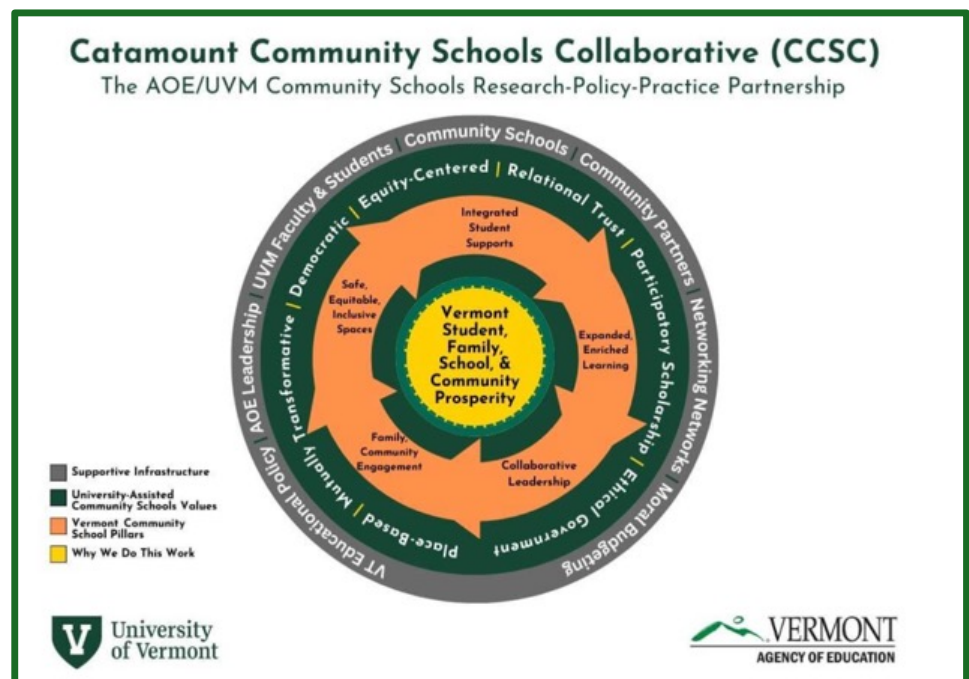 Catamount Community Schools Collaborative (CCSC)
The AOE/UVM Community Schools Research-Policy-Practice Partnership
VT Educational Policy | AOE Leadership | UVM Faculty & Students | Community Schools | Community Partners | Networking Networks | Moral Budgeting
Place-Based | Mutually Transformative | Democratic | Equity-Centered | Relational Trust | Participatory Scholarship | Ethical Government
Integrated
Student
Supports
Safe,
Equitable,
Inclusive
Spaces
Expanded,
Enriched
Learning
Family,
Community
Engagement
Collaborative
Leadership
Vermont
Student,
Family,
School, &
Community
Prosperity
Supportive Infrastructure
University-Assisted
Community Schools Values
Vermont Community
School Pillars
Why We Do This Work
V
University
of Vermont
VERMONT
AGENCY OF EDUCATION